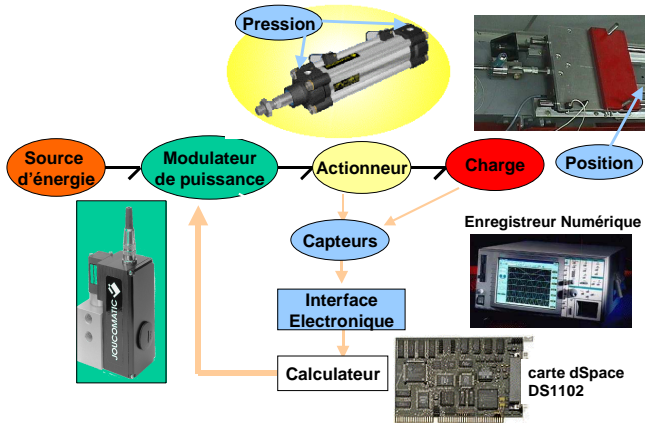 Pression
Source
d'énergie
Modulateur
de puissance
Actionneur
Charge
Position
Capteurs
Enregistreur Numérique
JOUCOMATIC
Interface
Electronique
Calculateur
carte dSpace
DS1102